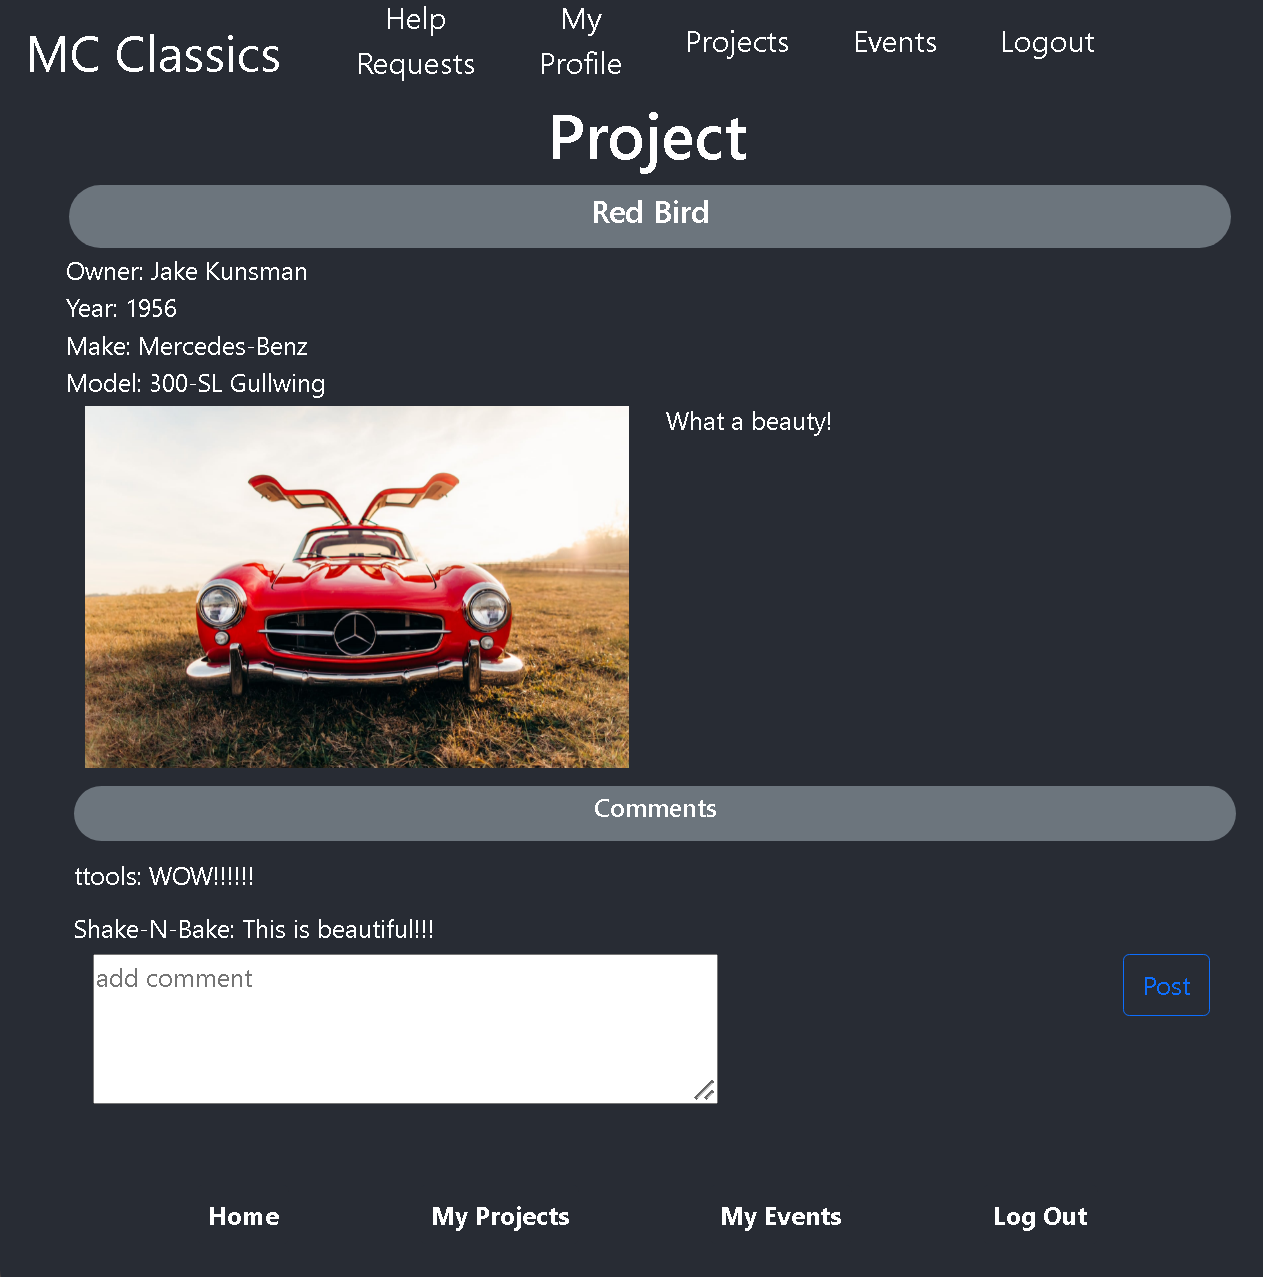 MC Classics
Help Requests
My Profile
Projects
Events
Logout
Project
Red Bird
Owner: Jake Kunsman
Year: 1956
Make: Mercedes-Benz
Model: 300-SL Gullwing
What a beauty!
Comments
ttools: WOW!!!!!!
Shake-N-Bake: This is beautiful!!!
add comment
Post
Home
My Projects
My Events
Log Out